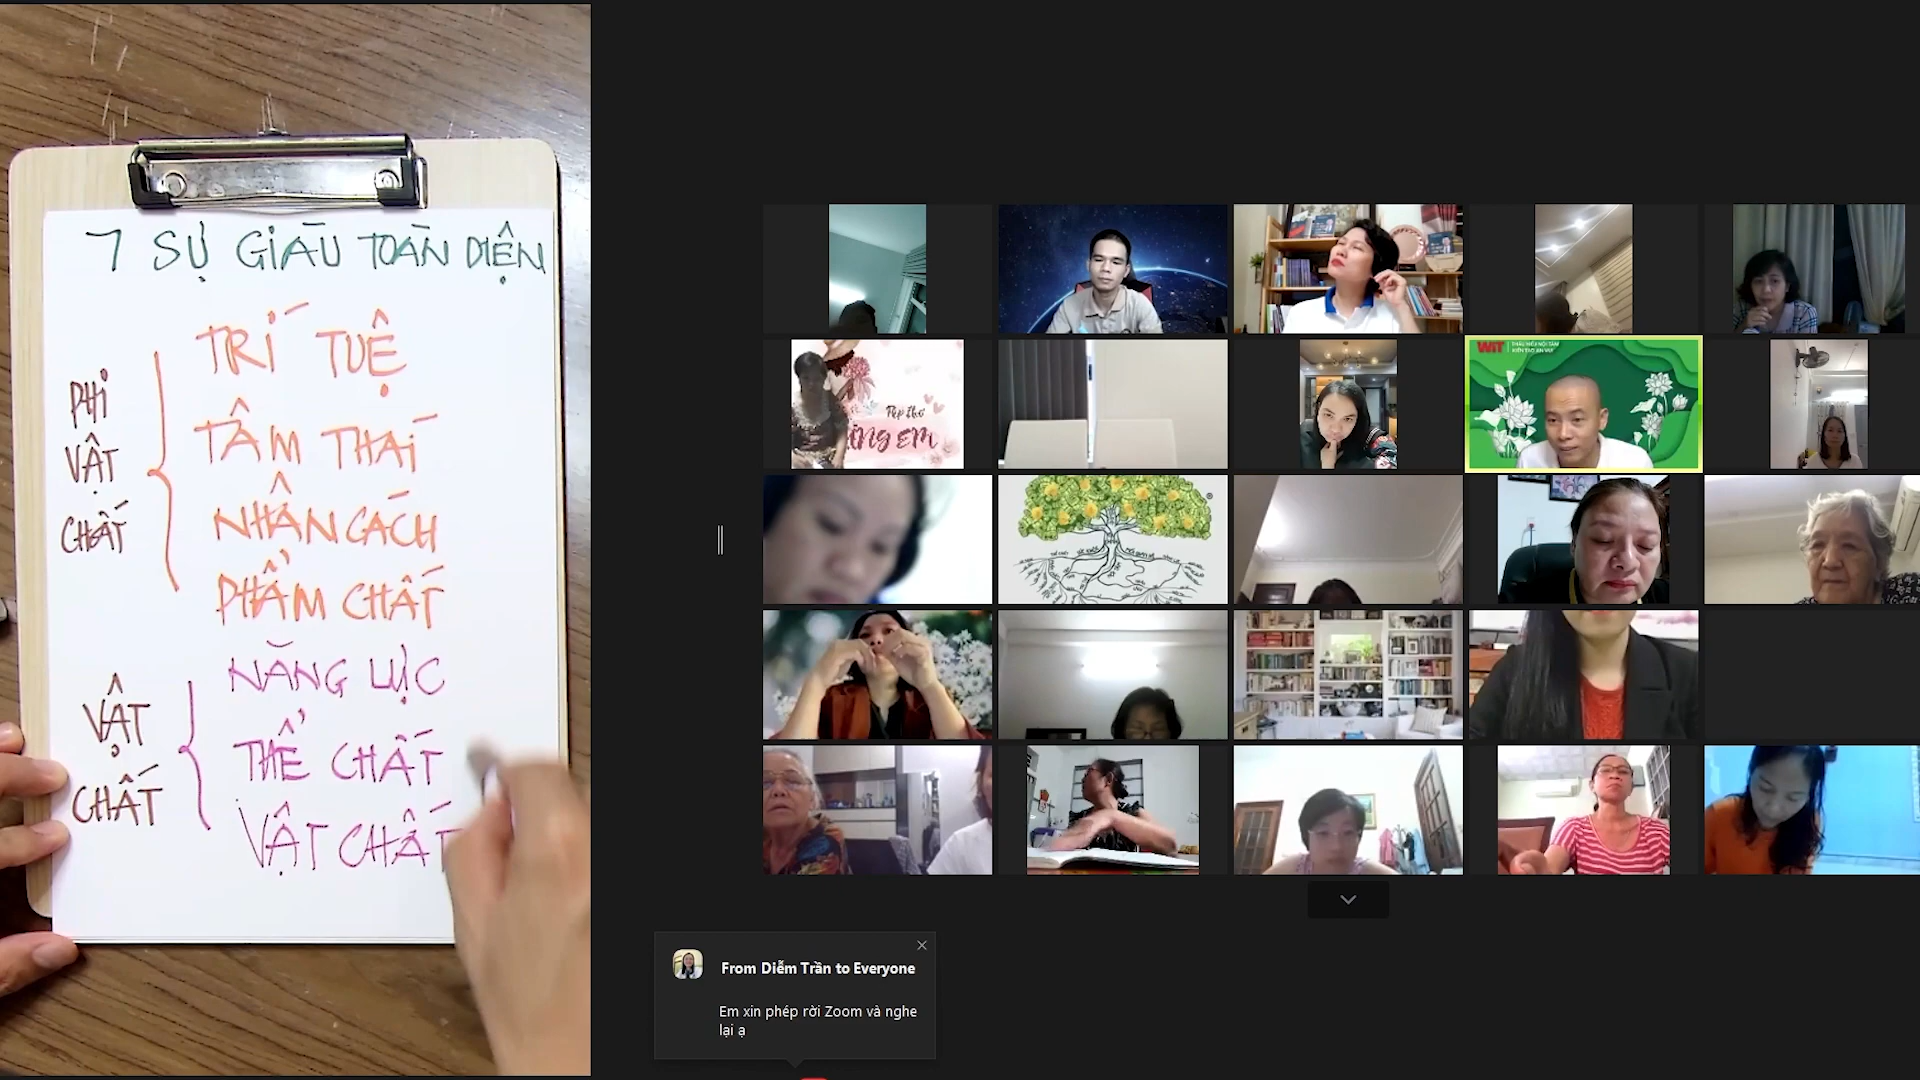 7 SỰ GIÀU TOÀN DIỆN
PHI
VẬT
CHẤT
TRÍ TUỆ
TÂM THÁI
NHÂN CÁCH
PHẨM CHẤT
VẬT
CHẤT
NĂNG LỰC
THỂ CHẤT
VẬT CHẤT
WIT
From Diễm Trần to Everyone
Em xin phép rời Zoom và nghe
lại ạ